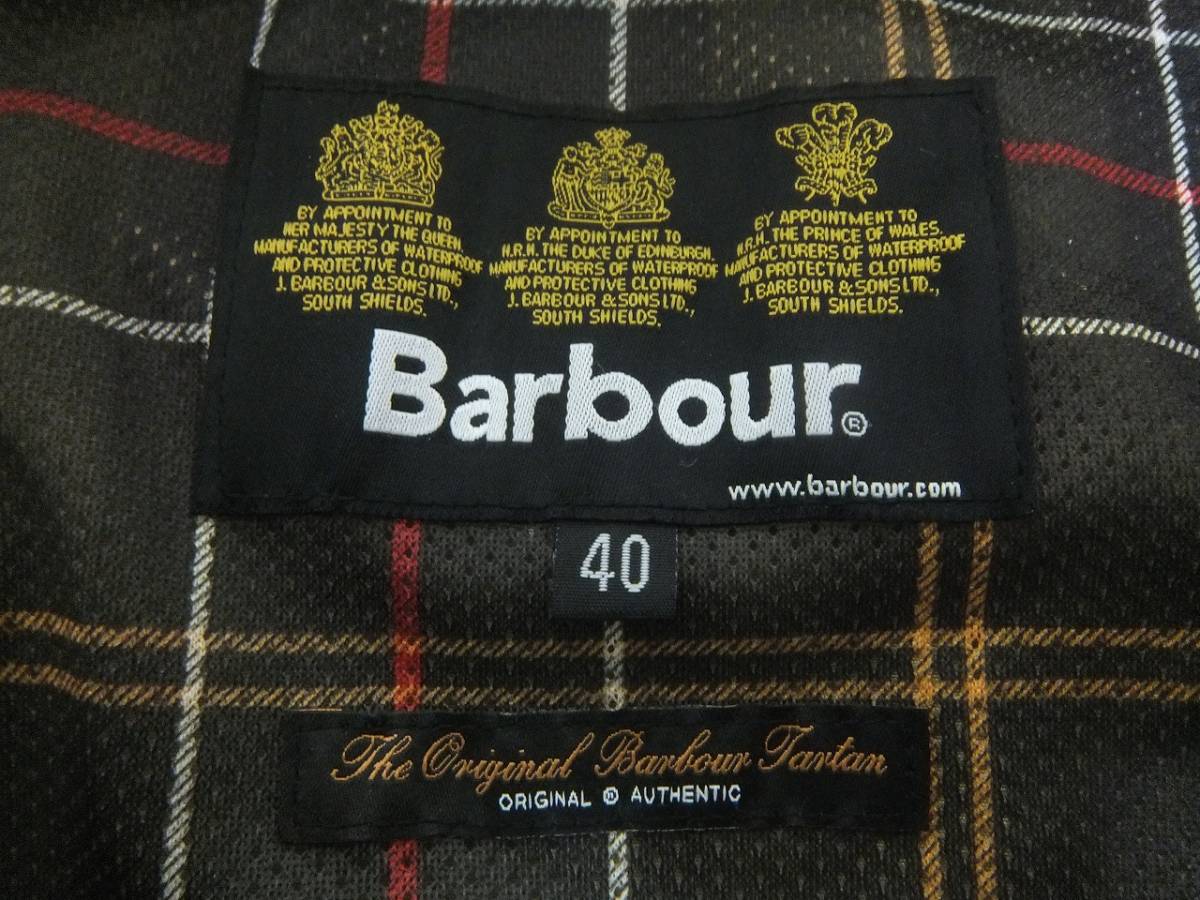 BY APPOINTMENT TO
HER MAJESTY THE QUEEN
MANUFACTURERS OF WATERPROOF
AND PROTECTIVE CLOTHING
J. BARBOUR & SONS LTD.,
SOUTH SHIELDS.
BY APPOINTMENT TO
H.R.H. THE DUKE OF EDINBURGH.
MANUFACTURERS OF WATERPROOF
AND PROTECTIVE CLOTHING
J. BARBOUR & SONS LTD.,
SOUTH SHIELDS.
BY APPOINTMENT TO
H.R.H. THE PRINCE OF WALES.
MANUFACTURERS OF WATERPROOF
AND PROTECTIVE CLOTHING
J. BARBOUR & SONS LTD.,
SOUTH SHIELDS.
Barbour®
www.barbour.com
40
The Original Barbour Tartan
ORIGINAL ® AUTHENTIC